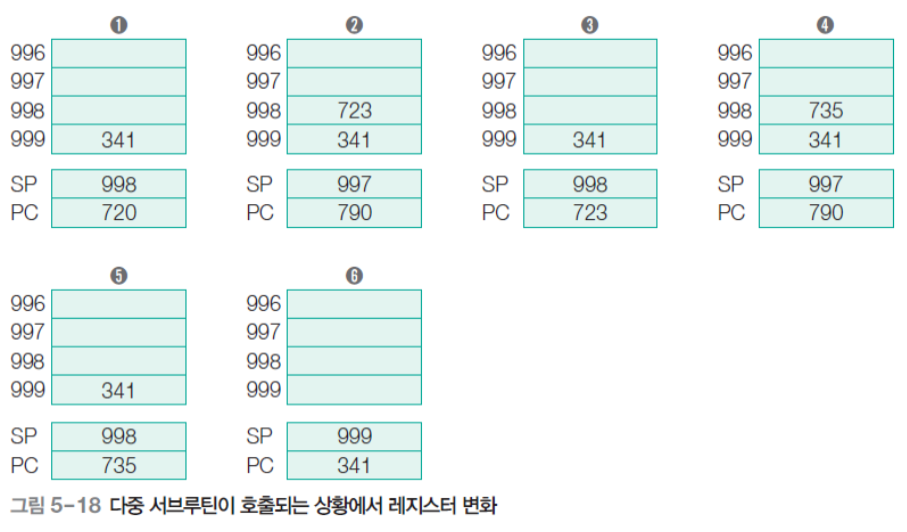 ❶ ❷ ❸ ❹
996 996 996 996
997 997 997 997
998 998 723 998 998 735
999 341 999 341 999 341 999 341
SP 998 SP 997 SP 998 SP 997
PC 720 PC 790 PC 723 PC 790
❺ ❻
996 996
997 997
998 998
999 341 999
SP 998 SP 999
PC 735 PC 341
그림 5-18 다중 서브루틴이 호출되는 상황에서 레지스터 변화